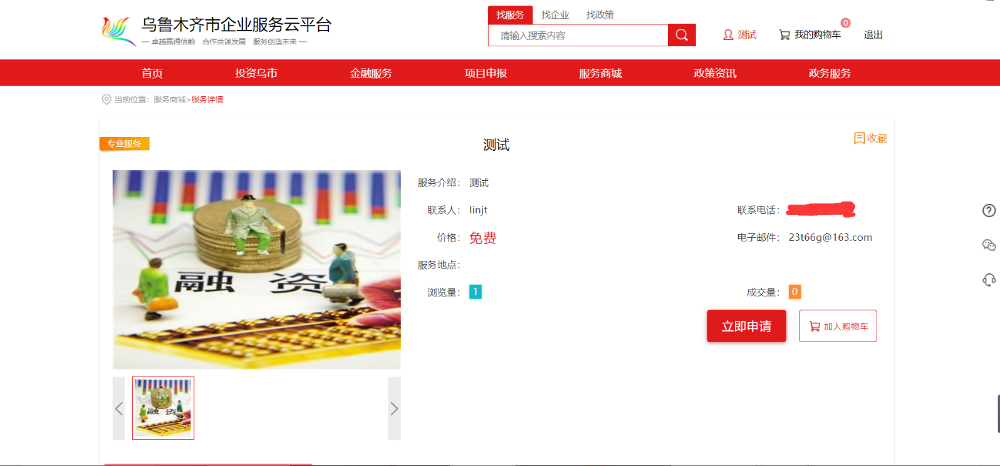 乌鲁木齐市企业服务云平台
— 卓越赢得信赖 合作共谋发展 服务创造未来 —
找服务 找企业 找政策
请输入搜索内容
测试 我的购物车 0 退出
首页 投资乌市 金融服务 项目申报 服务商城 政策资讯 政务服务
当前位置：服务商城>服务详情
专业服务
测试
收藏
服务介绍： 测试
联系人： linjt 联系电话：
价格： 免费 电子邮件： 23t66g@163.com
服务地点：
浏览量： 1 成交量： 0
立即申请 加入购物车
融 资
融 资